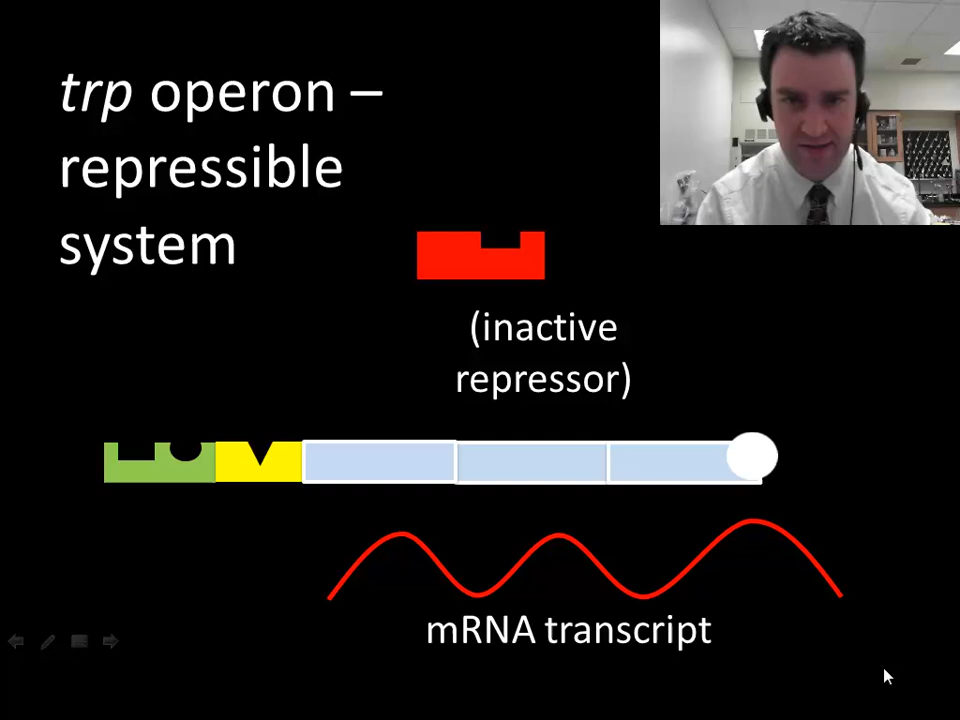 trp operon –
repressible
system
(inactive
repressor)
mRNA transcript